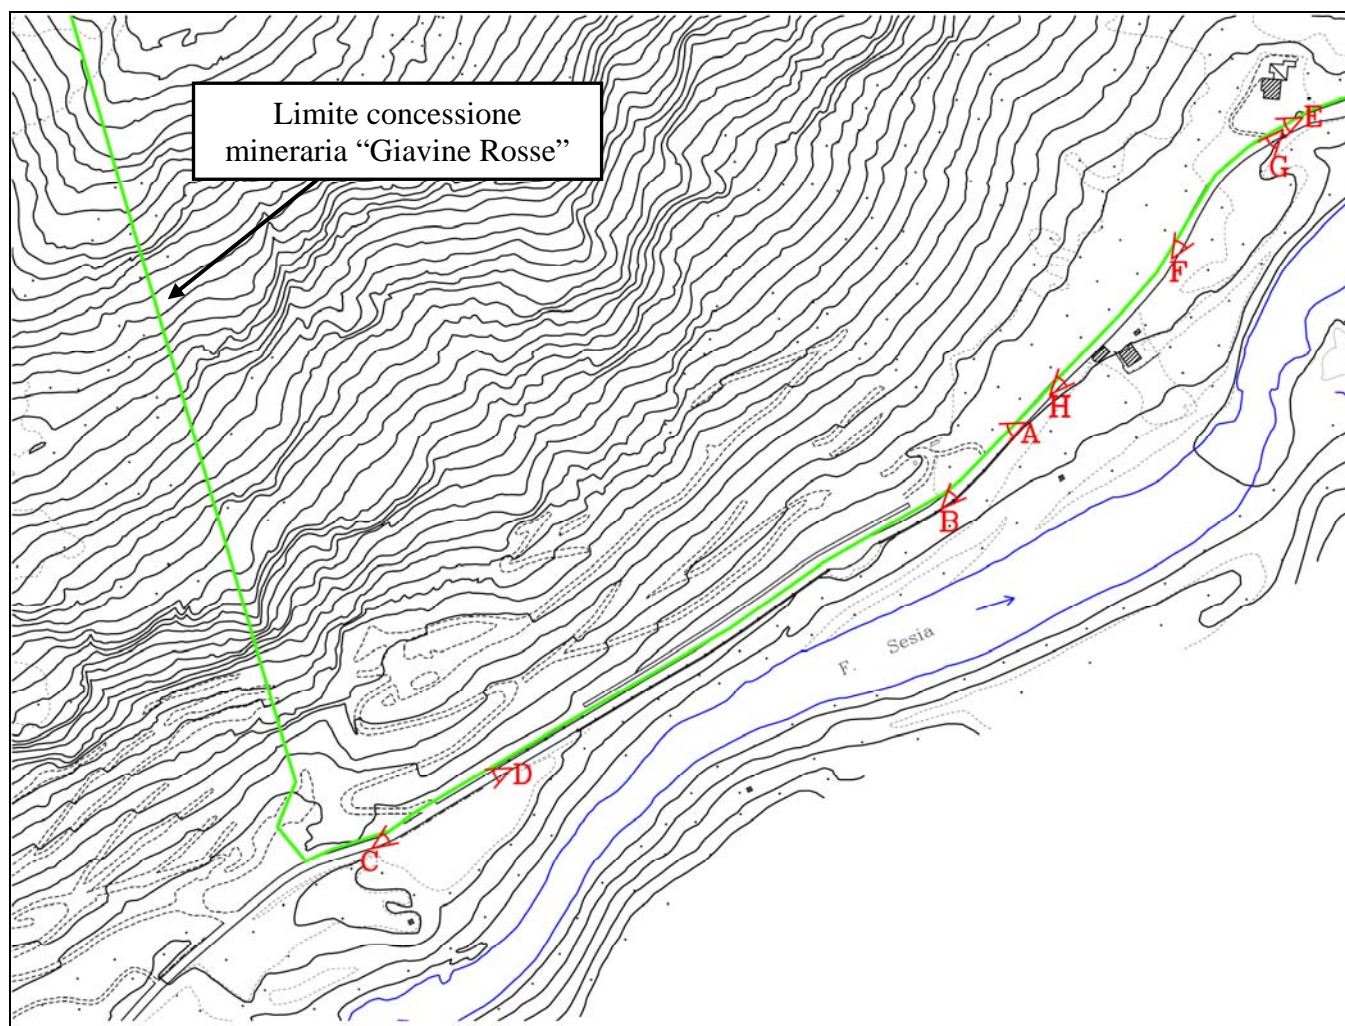 Limite concessione
mineraria “Giavine Rosse”
E
G
F
H
A
B
F. Sesia
D
C